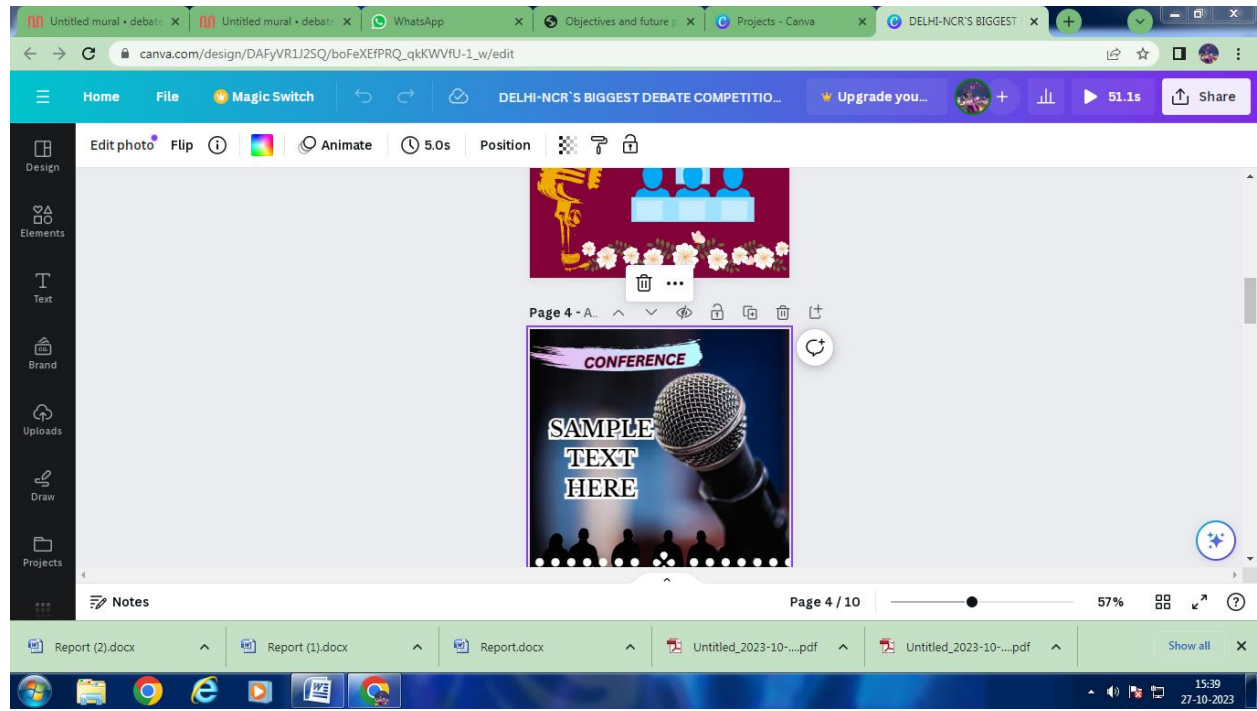 Untitled mural • debate
Untitled mural • debate
WhatsApp
Objectives and future p
Projects - Canva
DELHI-NCR'S BIGGEST
canva.com/design/DAFyVR1J2SQ/boFeXEfPRQ_qkKWVfU-1_w/edit
Home File Magic Switch DELHI-NCR`S BIGGEST DEBATE COMPETITIO... Upgrade you... + 51.1s Share
Edit photo Flip Animate 5.0s Position
Design
Elements
Text
Brand
Uploads
Draw
Projects
Page 4 - A..
CONFERENCE
SAMPLE
TEXT
HERE
Notes Page 4 / 10 57%
Report (2).docx Report (1).docx Report.docx Untitled_2023-10-....pdf Untitled_2023-10-....pdf Show all
15:39
27-10-2023